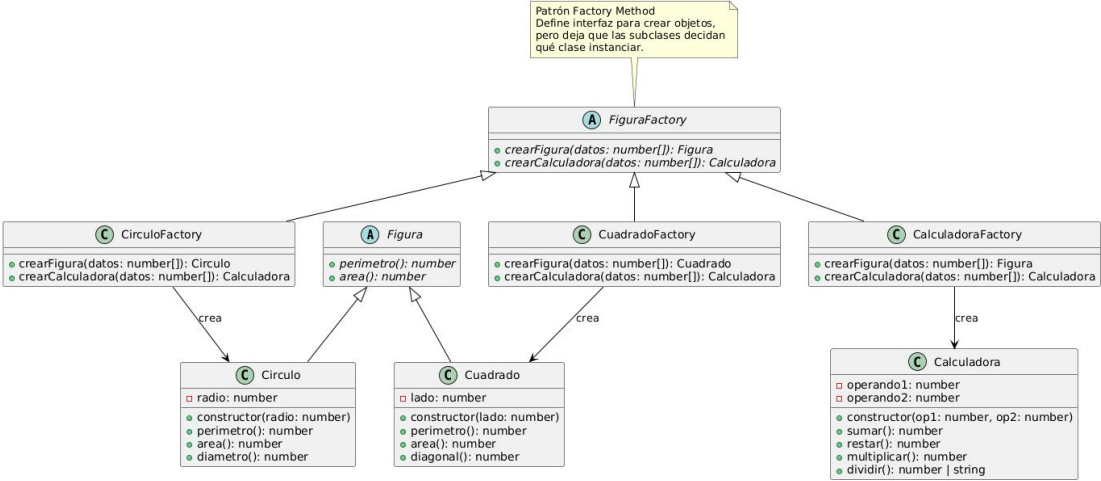 Patrón Factory Method
Define interfaz para crear objetos,
pero deja que las subclases decidan
qué clase instanciar.
A FiguraFactory
crearFigura(datos: number[]): Figura
crearCalculadora(datos: number[]): Calculadora
C CirculoFactory
crearFigura(datos: number[]): Circulo
crearCalculadora(datos: number[]): Calculadora
A Figura
perimetro(): number
area(): number
C CuadradoFactory
crearFigura(datos: number[]): Cuadrado
crearCalculadora(datos: number[]): Calculadora
C CalculadoraFactory
crearFigura(datos: number[]): Figura
crearCalculadora(datos: number[]): Calculadora
crea
crea
crea
C Circulo
radio: number
constructor(radio: number)
perimetro(): number
area(): number
diametro(): number
C Cuadrado
lado: number
constructor(lado: number)
perimetro(): number
area(): number
diagonal(): number
C Calculadora
operando1: number
operando2: number
constructor(op1: number, op2: number)
sumar(): number
restar(): number
multiplicar(): number
dividir(): number | string